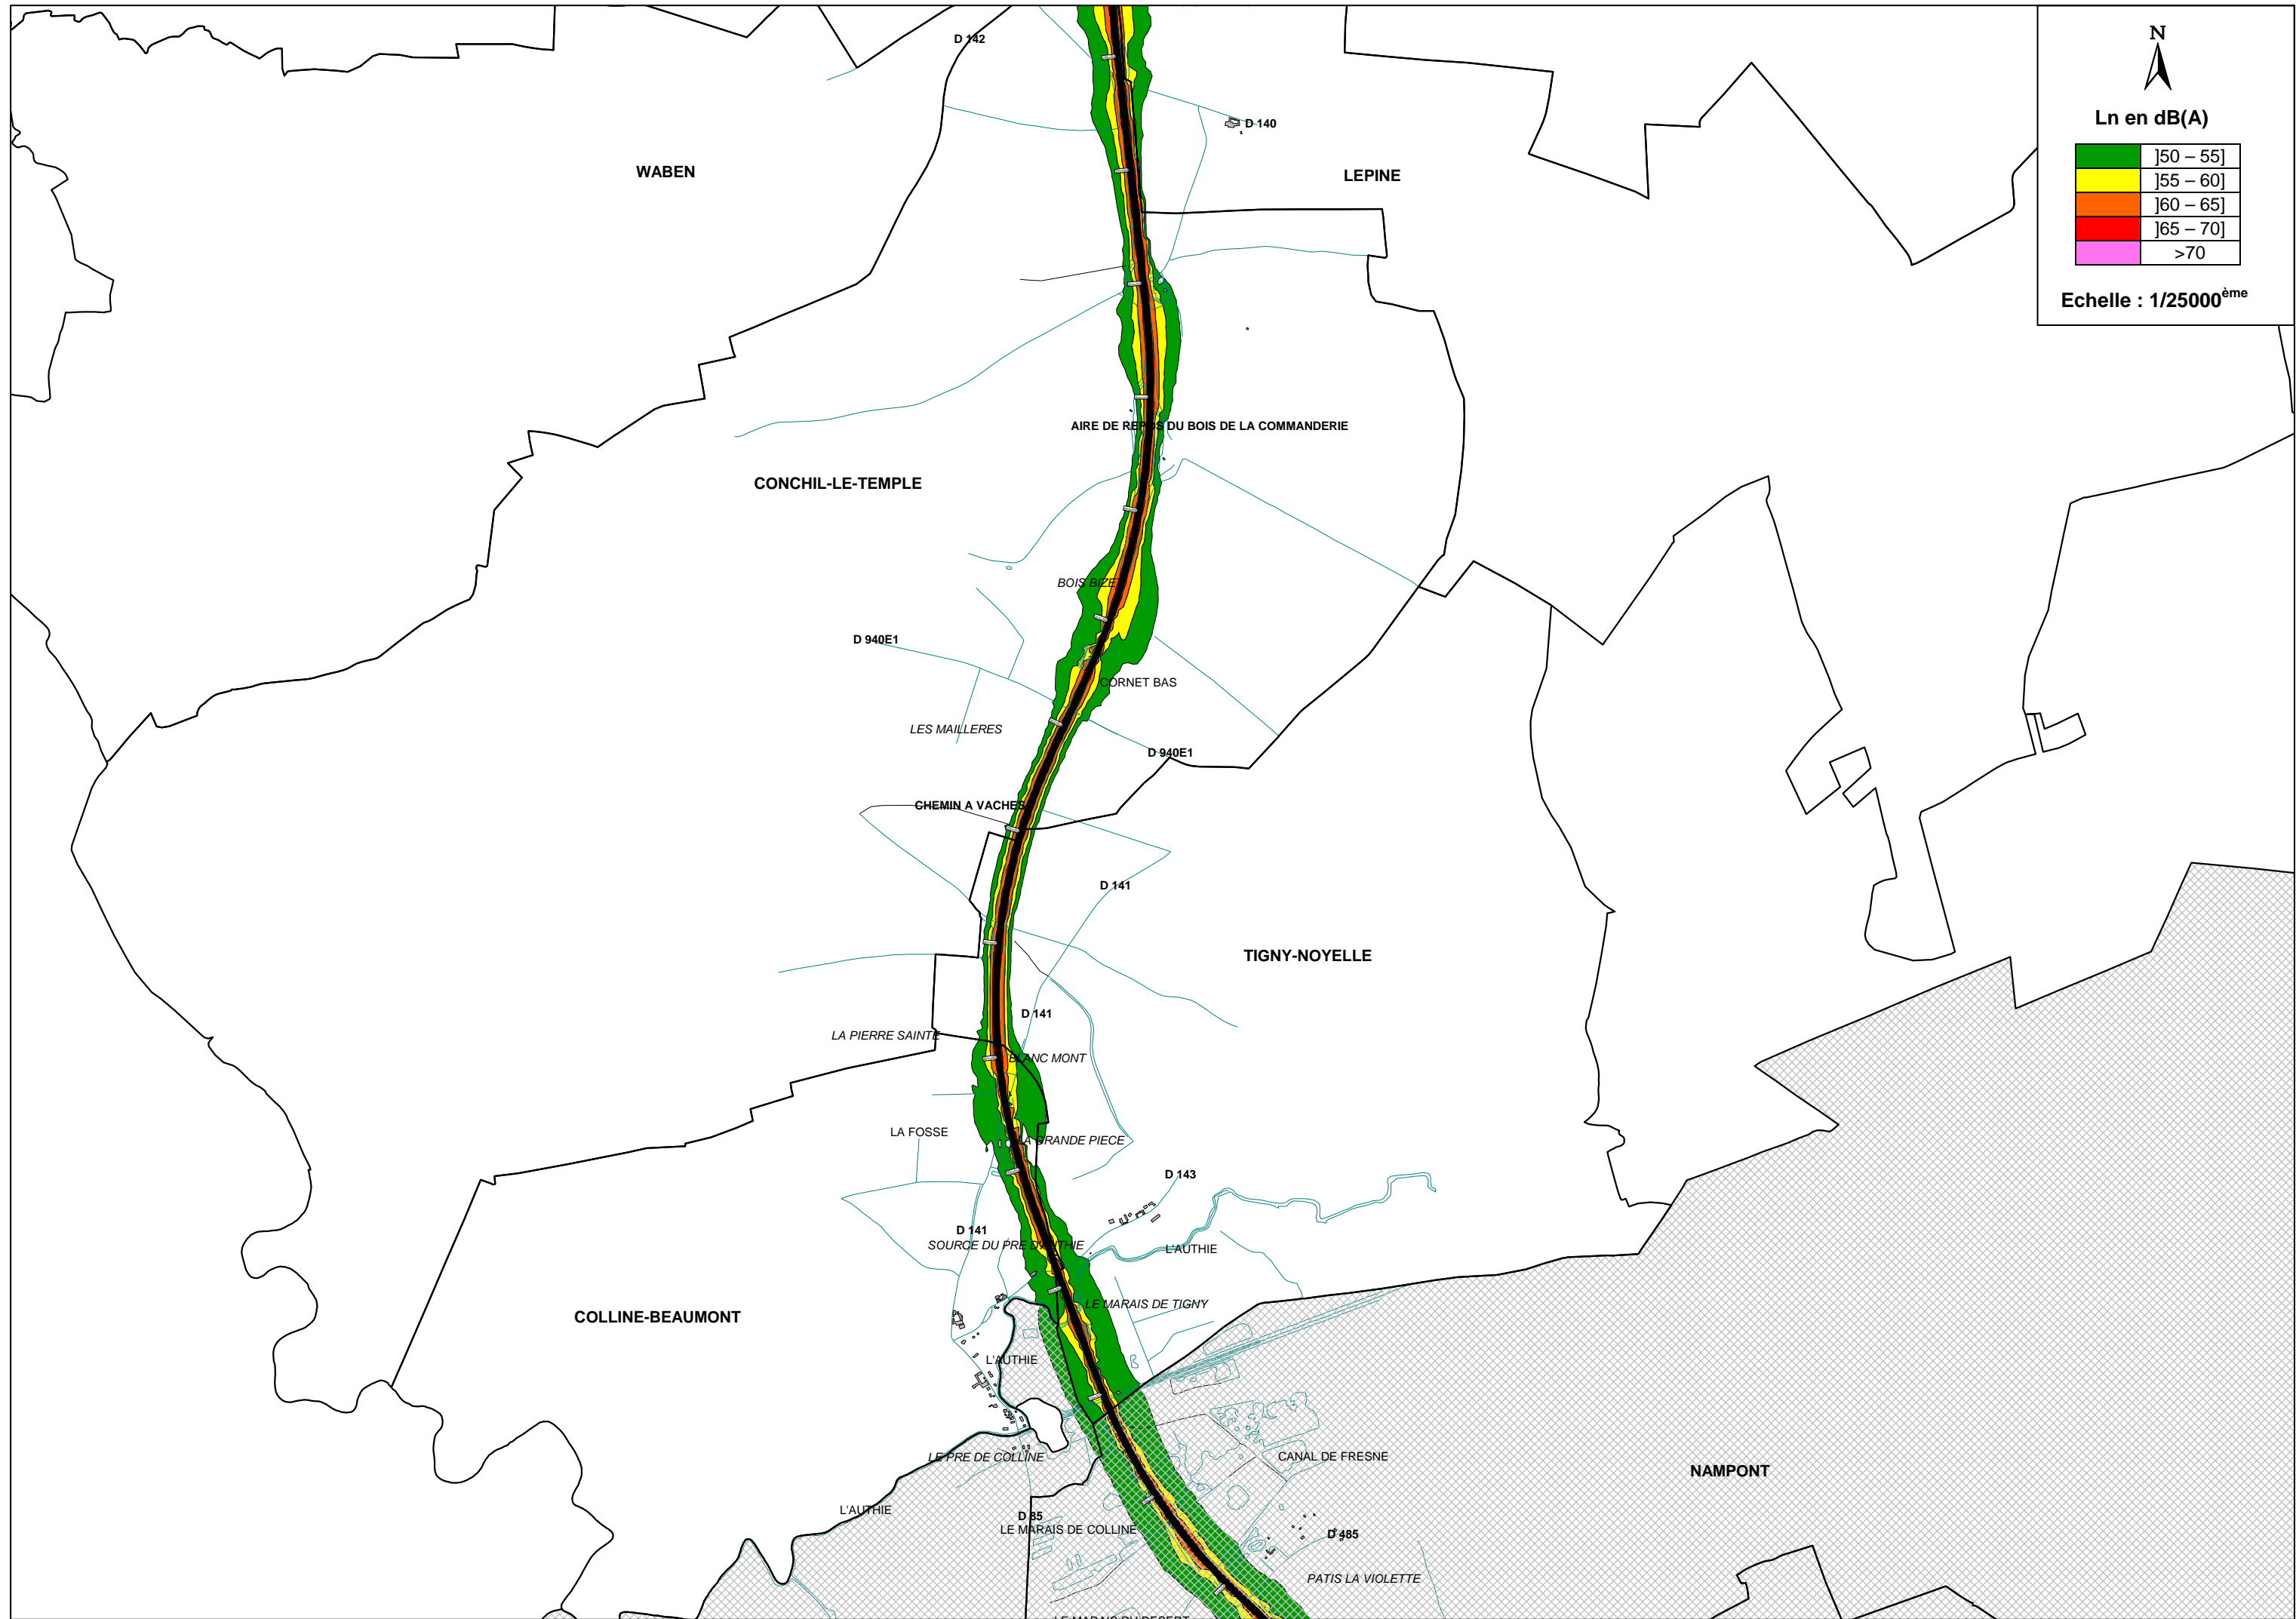 D 142
N
Ln en dB(A)
D 140
]50 – 55]
WABEN
LEPINE
]55 – 60]
]60 – 65]
]65 – 70]
>70
Echelle : 1/25000ème
AIRE DE REPOS DU BOIS DE LA COMMANDERIE
CONCHIL-LE-TEMPLE
BOIS BIZET
D 940E1
CORNET BAS
LES MAILLERES
D 940E1
CHEMIN A VACHES
D 141
TIGNY-NOYELLE
D 141
LA PIERRE SAINTE
BLANC MONT
LA FOSSE
LA GRANDE PIECE
D 143
D 141
SOURCE DU PRE D'AUTHIE
L'AUTHIE
LE MARAIS DE TIGNY
COLLINE-BEAUMONT
L'AUTHIE
LE PRE DE COLLINE
CANAL DE FRESNE
NAMPONT
L'AUTHIE
D 85
LE MARAIS DE COLLINE
D 485
PATIS LA VIOLETTE
LE MARAIS DU DESERT